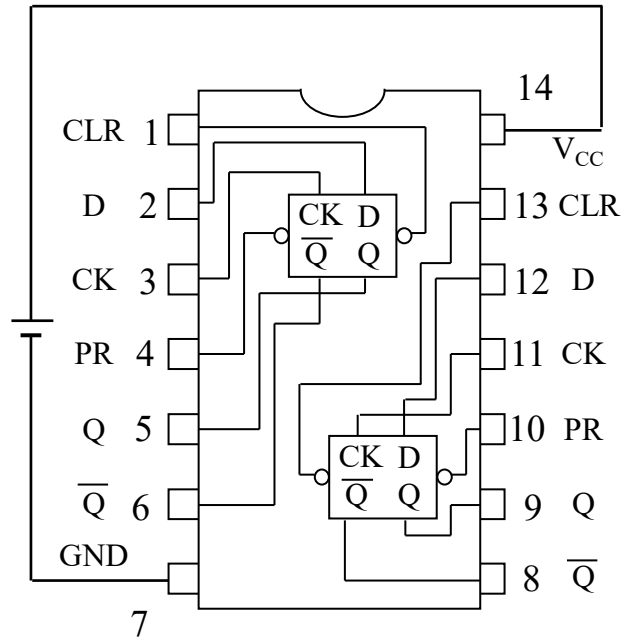 14
CLR 1
V_CC
D 2
CK D
Q̅ Q
13 CLR
CK 3
12 D
PR 4
11 CK
Q 5
CK D
Q̅ Q
10 PR
Q̅ 6
9 Q
GND
8 Q̅
7